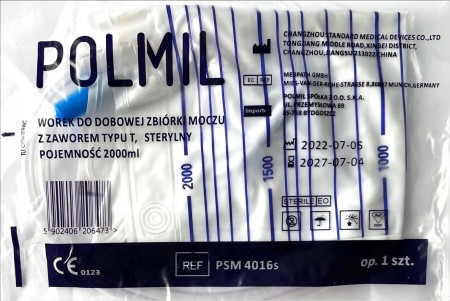 POLMIL
WOREK DO DOBOWEJ ZBIÓRKI MOCZU
Z ZAWOREM TYPU T, STERYLNY
POJEMNOŚĆ 2000ml
TU OTWIERAĆ
5 902406 206473 >
CHANGZHOU STANDARD MEDICAL DEVICES CO.,LTD
TONGJIANG MIDDLE ROAD, XINBEI DISTRICT,
CHANGZHOU, JIANGSU 213022 CHINA
EC REP
MEDPATH GMBH
MIES-VAN-DER-ROHE-STRASSE 8, 80807 MUNICH, GERMANY
Importer
POLMIL SPÓŁKA Z O.O. S.K.A.
UL. PRZEMYSŁOWA 8B
85-758 BYDGOSZCZ
2022-07-05
2027-07-04
2000
1500
1000
STERILE EO
CE 0123
REF PSM 4016s
op. 1 szt.